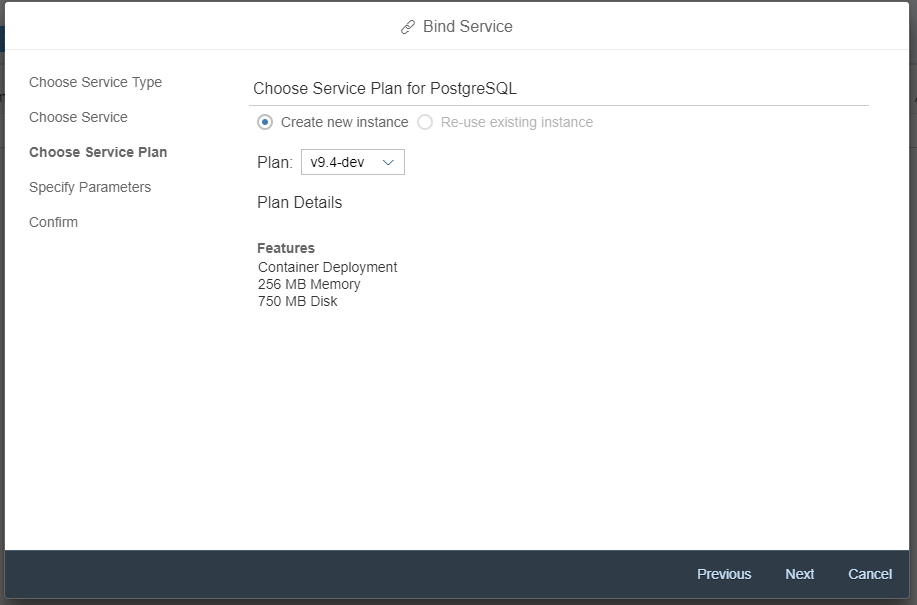 Bind Service
Choose Service Type
Choose Service
Choose Service Plan
Specify Parameters
Confirm
Choose Service Plan for PostgreSQL
Create new instance Re-use existing instance
Plan: v9.4-dev
Plan Details
Features
Container Deployment
256 MB Memory
750 MB Disk
Previous Next Cancel